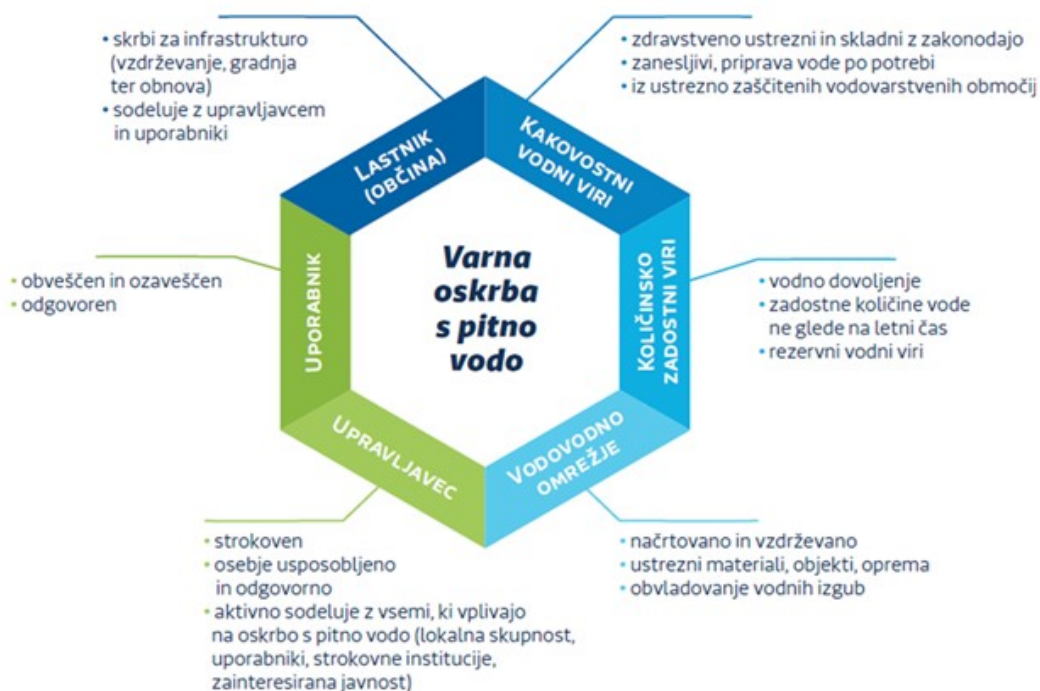 • skrbi za infrastrukturo
(vzdrževanje, gradnja
ter obnova)
• sodeluje z upravljavcem
in uporabniki
• zdravstveno ustrezni in skladni z zakonodajo
• zanesljivi, priprava vode po potrebi
• iz ustrezno zaščitenih vodovarstvenih območij
LASTNIK
(OBČINA)
KAKOVOSTNI
VODNI VIRI
• obveščen in ozaveščen
• odgovoren
UPORABNIK
Varna
oskrba
s pitno
vodo
KOLIČINSKO
ZADOSTNI VIRI
• vodno dovoljenje
• zadostne količine vode
ne glede na letni čas
• rezervni vodni viri
UPRAVLJAVEC
VODOVODNO
OMREŽJE
• strokoven
• osebje usposobljeno
in odgovorno
• aktivno sodeluje z vsemi, ki vplivajo
na oskrbo s pitno vodo (lokalna skupnost,
uporabniki, strokovne institucije,
zainteresirana javnost)
• načrtovano in vzdrževano
• ustrezni materiali, objekti, oprema
• obvladovanje vodnih izgub